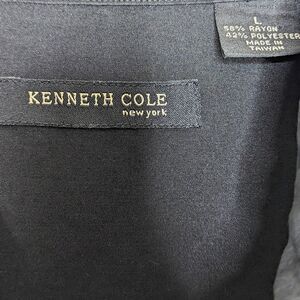 KENNETH COLE
new york
L
58% RAYON
42% POLYESTER
MADE IN
TAIWAN